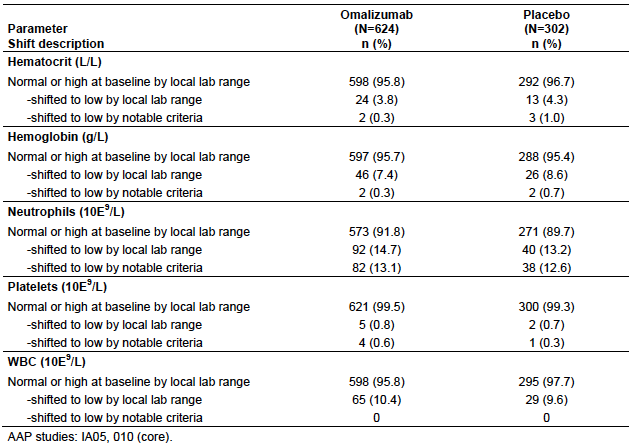 Omalizumab Placebo
Parameter (N=624) (N=302)
Shift description n (%) n (%)
Hematocrit (L/L)
Normal or high at baseline by local lab range 598 (95.8) 292 (96.7)
-shifted to low by local lab range 24 (3.8) 13 (4.3)
-shifted to low by notable criteria 2 (0.3) 3 (1.0)
Hemoglobin (g/L)
Normal or high at baseline by local lab range 597 (95.7) 288 (95.4)
-shifted to low by local lab range 46 (7.4) 26 (8.6)
-shifted to low by notable criteria 2 (0.3) 2 (0.7)
Neutrophils (10E⁹/L)
Normal or high at baseline by local lab range 573 (91.8) 271 (89.7)
-shifted to low by local lab range 92 (14.7) 40 (13.2)
-shifted to low by notable criteria 82 (13.1) 38 (12.6)
Platelets (10E⁹/L)
Normal or high at baseline by local lab range 621 (99.5) 300 (99.3)
-shifted to low by local lab range 5 (0.8) 2 (0.7)
-shifted to low by notable criteria 4 (0.6) 1 (0.3)
WBC (10E⁹/L)
Normal or high at baseline by local lab range 598 (95.8) 295 (97.7)
-shifted to low by local lab range 65 (10.4) 29 (9.6)
-shifted to low by notable criteria 0 0
AAP studies: IA05, 010 (core).